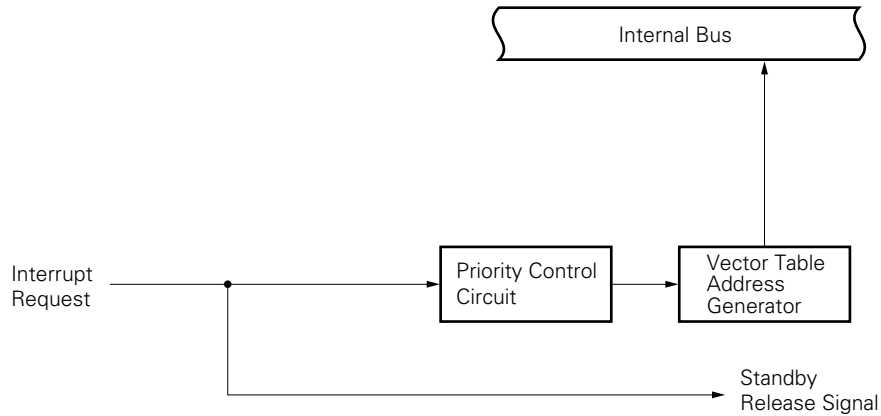 Internal Bus
Interrupt
Request
Priority Control
Circuit
Vector Table
Address
Generator
Standby
Release Signal